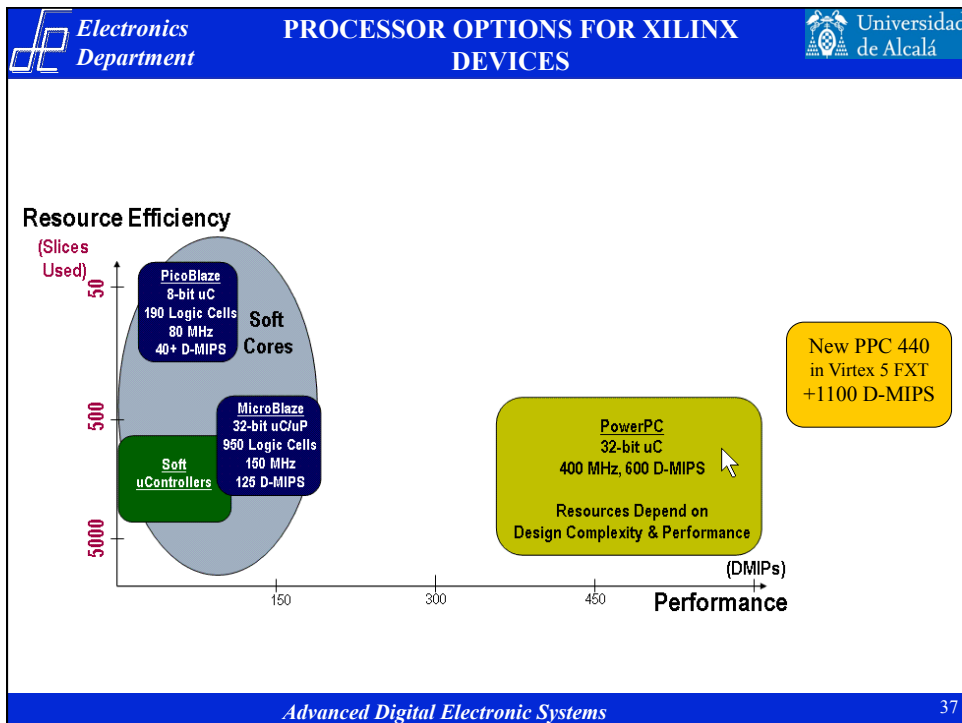 Electronics
Department
PROCESSOR OPTIONS FOR XILINX
DEVICES
Universidad
de Alcalá
Resource Efficiency
(Slices
Used)
50
500
5000
PicoBlaze
8-bit uC
190 Logic Cells
80 MHz
40+ D-MIPS
Soft
Cores
MicroBlaze
32-bit uC/uP
950 Logic Cells
150 MHz
125 D-MIPS
Soft
uControllers
PowerPC
32-bit uC
400 MHz, 600 D-MIPS
Resources Depend on
Design Complexity & Performance
New PPC 440
in Virtex 5 FXT
+1100 D-MIPS
(DMIPs)
150
300
450
Performance
Advanced Digital Electronic Systems
37